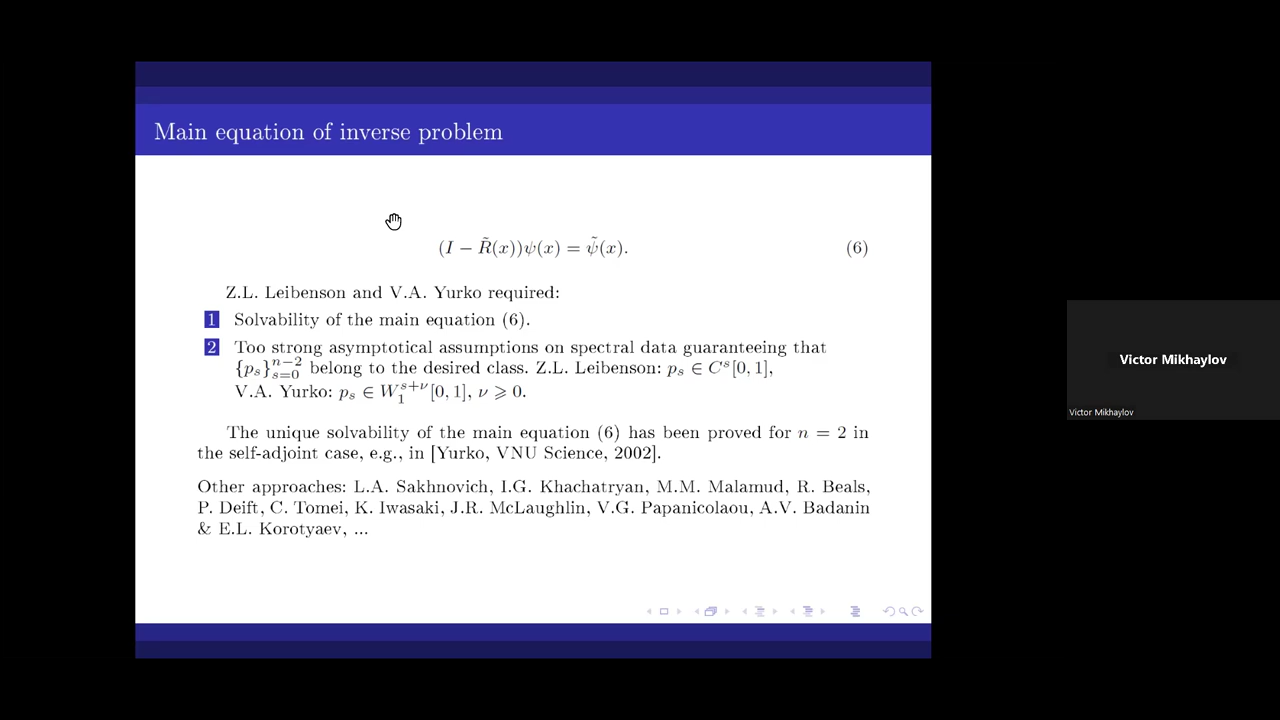 Main equation of inverse problem
(I − R̃(x))ψ(x) = ψ̃(x). (6)
Z.L. Leibenson and V.A. Yurko required:
1 Solvability of the main equation (6).
2 Too strong asymptotical assumptions on spectral data guaranteeing that
{p_s}_{s=0}^{n−2} belong to the desired class. Z.L. Leibenson: p_s ∈ C^s[0, 1],
V.A. Yurko: p_s ∈ W_1^{s+ν}[0, 1], ν ⩾ 0.
The unique solvability of the main equation (6) has been proved for n = 2 in
the self-adjoint case, e.g., in [Yurko, VNU Science, 2002].
Other approaches: L.A. Sakhnovich, I.G. Khachatryan, M.M. Malamud, R. Beals,
P. Deift, C. Tomei, K. Iwasaki, J.R. McLaughlin, V.G. Papanicolaou, A.V. Badanin
& E.L. Korotyaev, ...
Victor Mikhaylov
Victor Mikhaylov